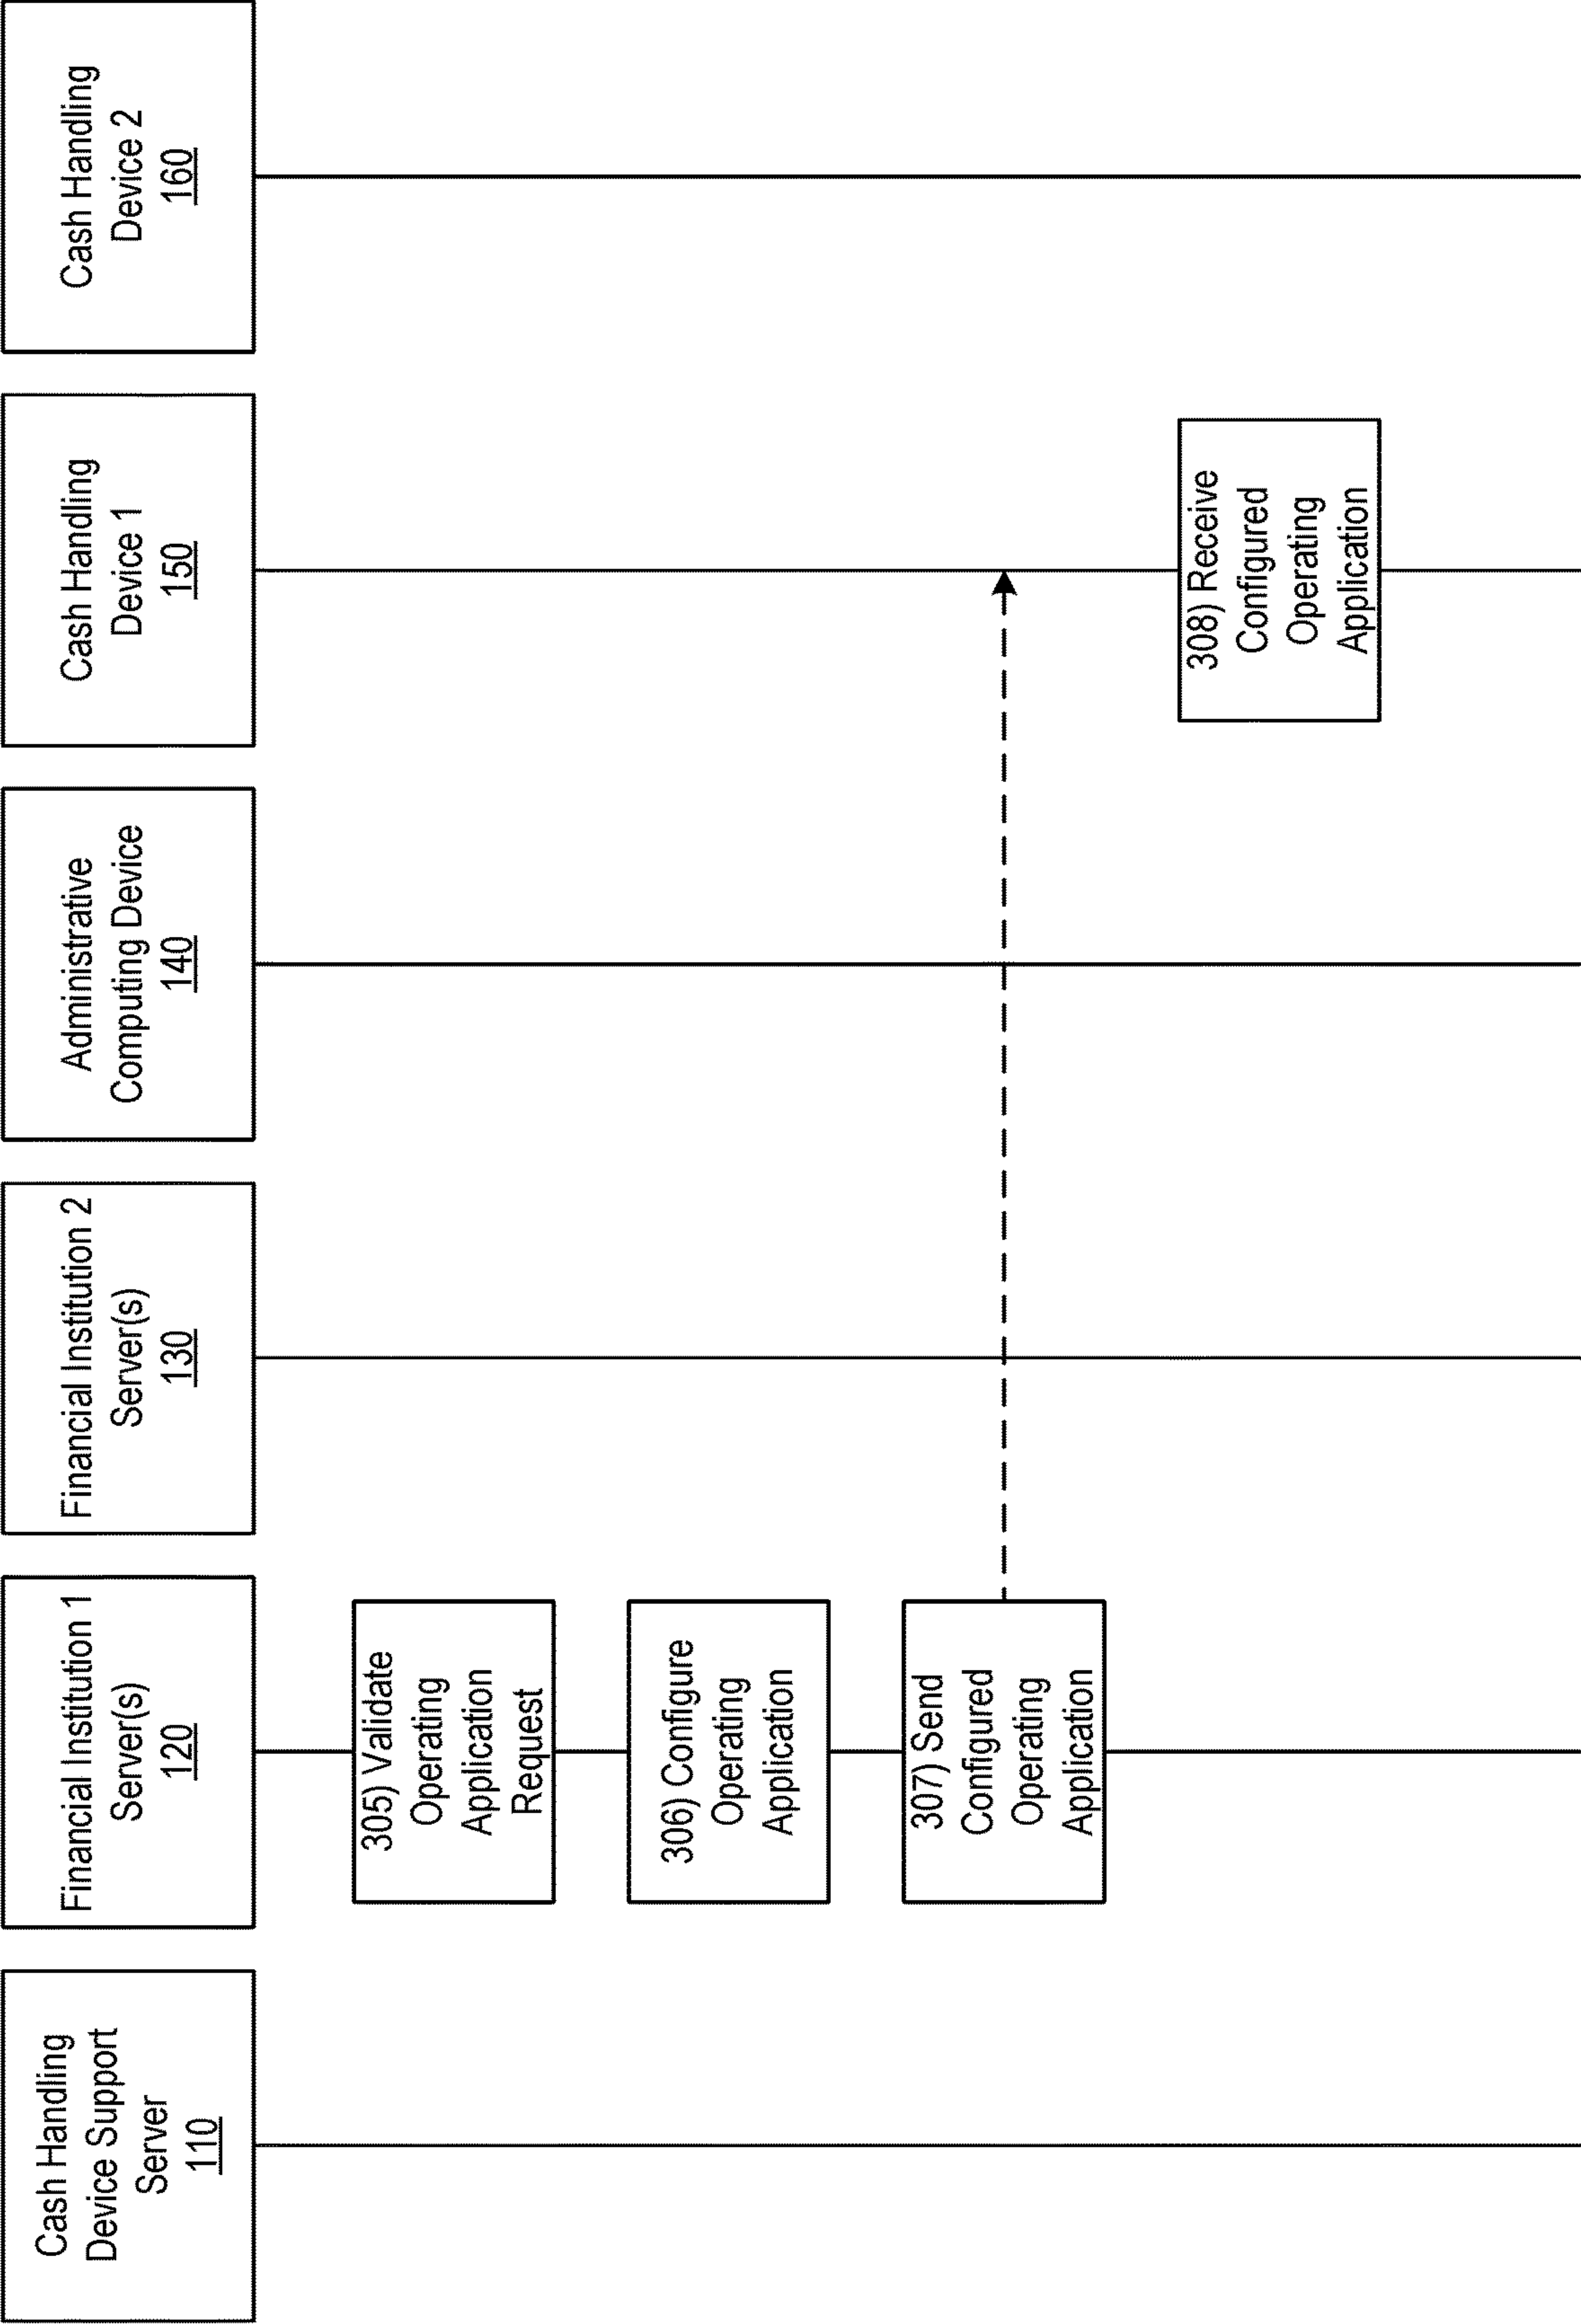 Cash Handling
Device Support
Server
110
Financial Institution 1
Server(s)
120
Financial Institution 2
Server(s)
130
Administrative
Computing Device
140
Cash Handling
Device 1
150
Cash Handling
Device 2
160
305) Validate
Operating
Application
Request
306) Configure
Operating
Application
307) Send
Configured
Operating
Application
308) Receive
Configured
Operating
Application